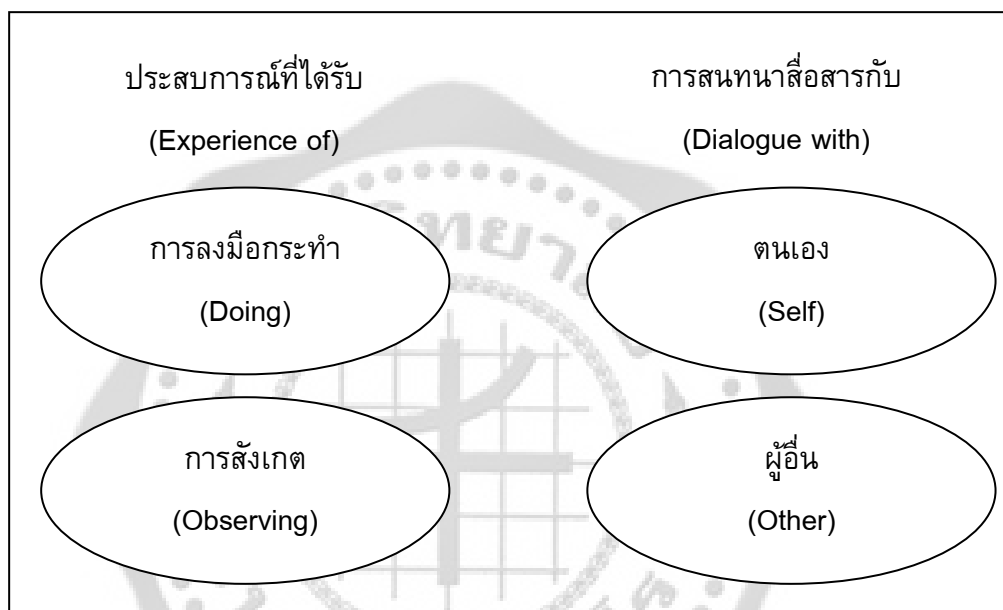 ประสบการณ์ที่ได้รับ
(Experience of)
การสนทนาสื่อสารกับ
(Dialogue with)
การลงมือกระทำ
(Doing)
ตนเอง
(Self)
การสังเกต
(Observing)
ผู้อื่น
(Other)